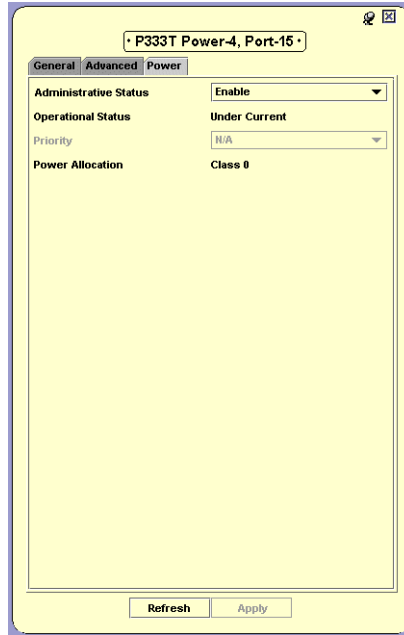 • P333T Power-4, Port-15 •
General Advanced Power
Administrative Status Enable
Operational Status Under Current
Priority N/A
Power Allocation Class 0
Refresh Apply